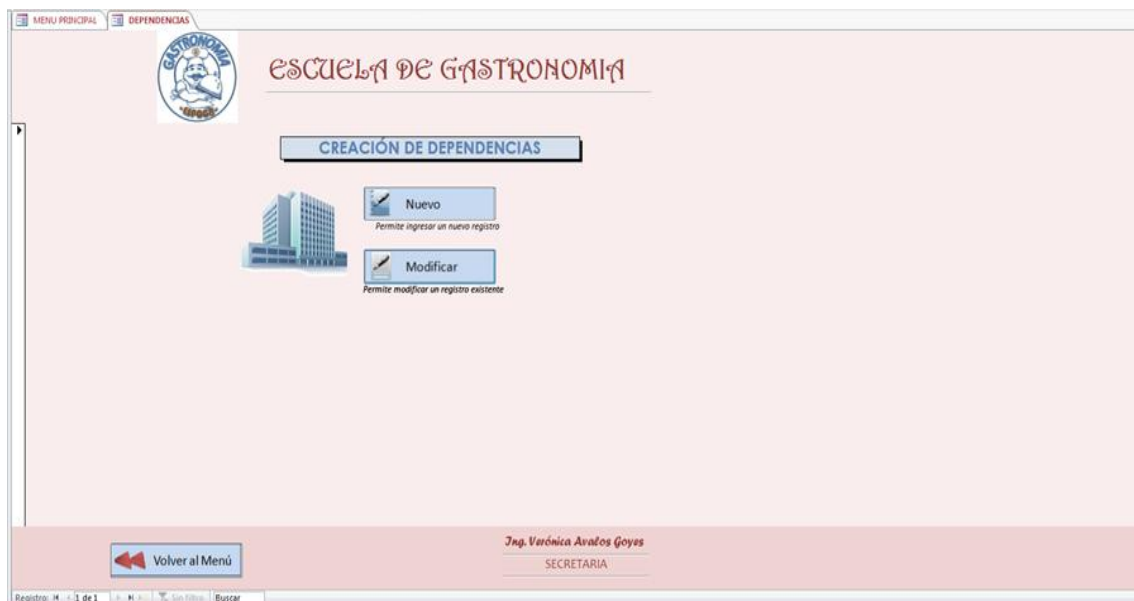 MENU PRINCIPAL
DEPENDENCIAS
GASTRONOMIA
ESCUELA DE GASTRONOMIA
CREACIÓN DE DEPENDENCIAS
Nuevo
Permite ingresar un nuevo registro
Modificar
Permite modificar un registro existente
Volver al Menú
Ing. Verónica Avalos Goyes
SECRETARIA
Registro: 1 de 1 Sin filtro Buscar